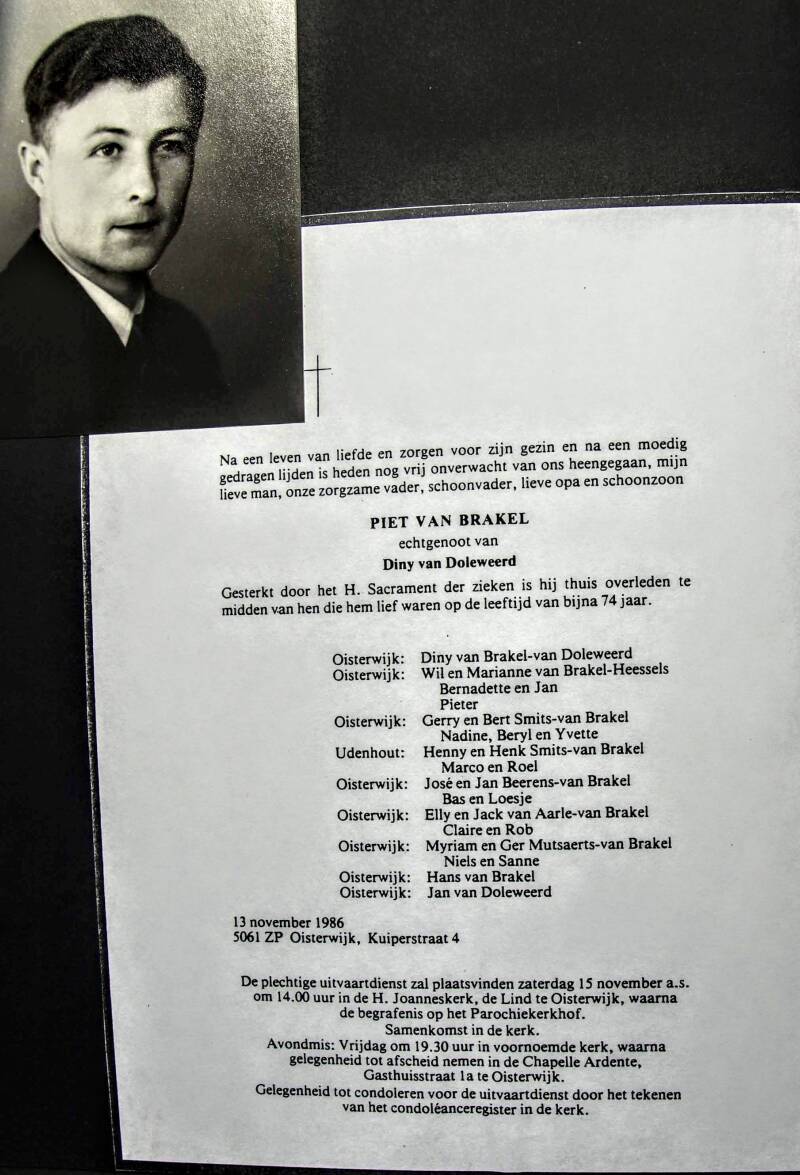 Na een leven van liefde en zorgen voor zijn gezin en na een moedig
gedragen lijden is heden nog vrij onverwacht van ons heengegaan, mijn
lieve man, onze zorgzame vader, schoonvader, lieve opa en schoonzoon
PIET VAN BRAKEL
echtgenoot van
Diny van Doleweerd
Gesterkt door het H. Sacrament der zieken is hij thuis overleden te
midden van hen die hem lief waren op de leeftijd van bijna 74 jaar.
Oisterwijk: Diny van Brakel-van Doleweerd
Oisterwijk: Wil en Marianne van Brakel-Heessels
Bernadette en Jan
Pieter
Oisterwijk: Gerry en Bert Smits-van Brakel
Nadine, Beryl en Yvette
Udenhout: Henny en Henk Smits-van Brakel
Marco en Roel
Oisterwijk: José en Jan Beerens-van Brakel
Bas en Loesje
Oisterwijk: Elly en Jack van Aarle-van Brakel
Claire en Rob
Oisterwijk: Myriam en Ger Mutsaerts-van Brakel
Niels en Sanne
Oisterwijk: Hans van Brakel
Oisterwijk: Jan van Doleweerd
13 november 1986
5061 ZP Oisterwijk, Kuiperstraat 4
De plechtige uitvaartdienst zal plaatsvinden zaterdag 15 november a.s.
om 14.00 uur in de H. Joanneskerk, de Lind te Oisterwijk, waarna
de begrafenis op het Parochiekerkhof.
Samenkomst in de kerk.
Avondmis: Vrijdag om 19.30 uur in voornoemde kerk, waarna
gelegenheid tot afscheid nemen in de Chapelle Ardente,
Gasthuisstraat 1a te Oisterwijk.
Gelegenheid tot condoleren voor de uitvaartdienst door het tekenen
van het condoléanceregister in de kerk.